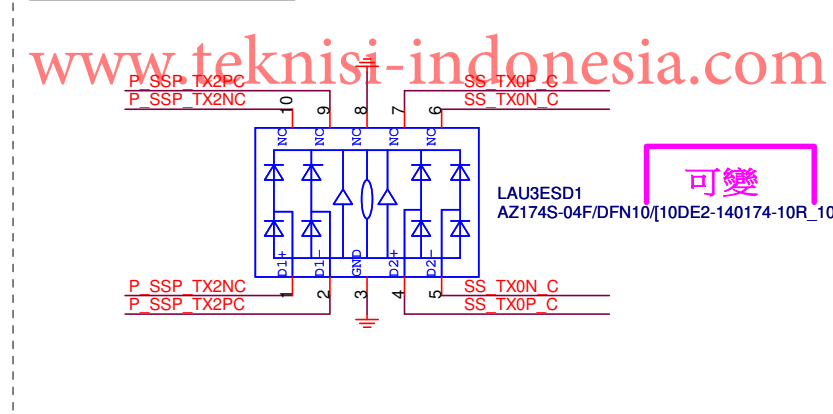 www.teknisi-indonesia.com
P_SSP_TX2PC
SS_TX0P_C
P_SSP_TX2NC
SS_TX0N_C
10 9 8 7 6
NC NC NC NC NC
可變
LAU3ESD1
AZ174S-04F/DFN10/[10DE2-140174-10R_10
D1+ D1- GND D2+ D2-
P_SSP_TX2NC
SS_TX0N_C
1 2 3 4 5
P_SSP_TX2PC
SS_TX0P_C